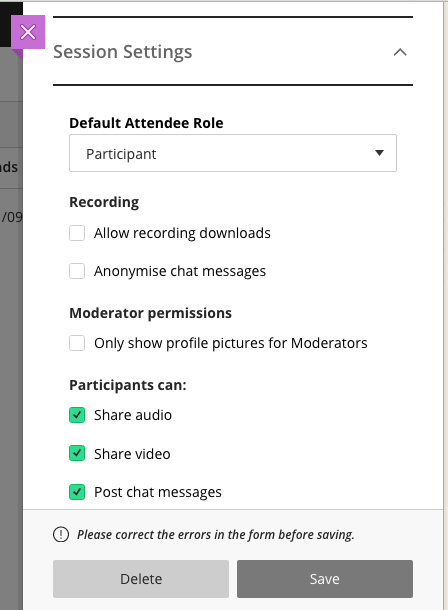 Session Settings
Default Attendee Role
Participant
nds
Recording
Allow recording downloads
/09
Anonymise chat messages
Moderator permissions
Only show profile pictures for Moderators
Participants can:
Share audio
Share video
Post chat messages
Please correct the errors in the form before saving.
Delete
Save